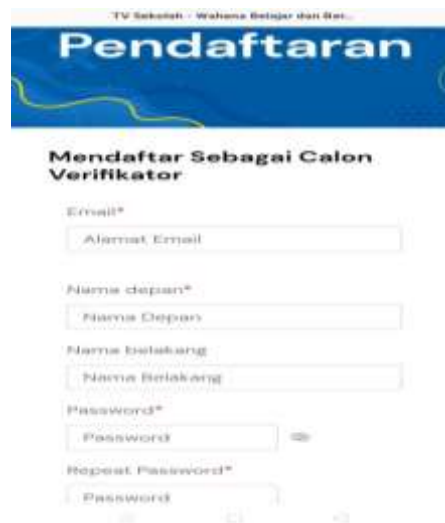 TV Sekolah - Wahana Belajar dan Ber...
Pendaftaran
Mendaftar Sebagai Calon
Verifikator
Email*
Alamat Email
Nama depan*
Nama Depan
Nama belakang
Nama Belakang
Password*
Password
Repeat Password*
Password